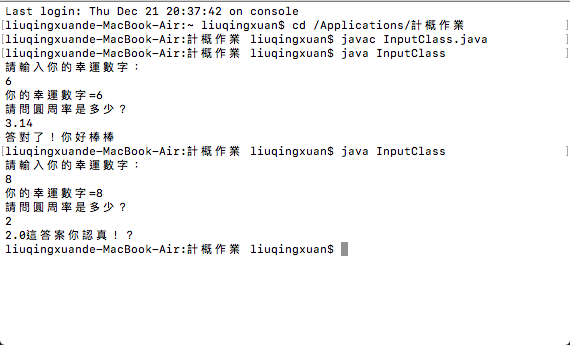 Last login: Thu Dec 21 20:37:42 on console
[liuqingxuande-MacBook-Air:~ liuqingxuan$ cd /Applications/計概作業 ]
[liuqingxuande-MacBook-Air:計概作業 liuqingxuan$ javac InputClass.java ]
[liuqingxuande-MacBook-Air:計概作業 liuqingxuan$ java InputClass ]
請輸入你的幸運數字：
6
你的幸運數字=6
請問圓周率是多少？
3.14
答對了！你好棒棒
[liuqingxuande-MacBook-Air:計概作業 liuqingxuan$ java InputClass ]
請輸入你的幸運數字：
8
你的幸運數字=8
請問圓周率是多少？
2
2.0這答案你認真！？
liuqingxuande-MacBook-Air:計概作業 liuqingxuan$